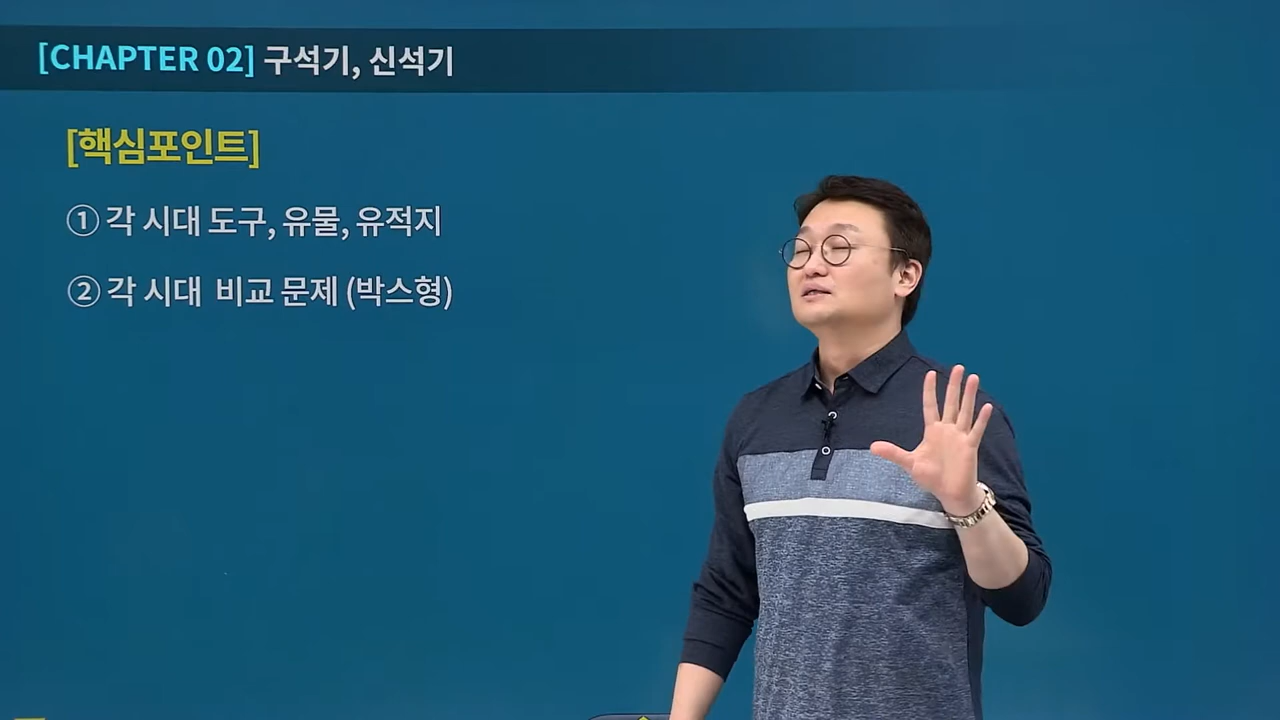 [CHAPTER 02] 구석기, 신석기
[핵심포인트]
① 각 시대 도구, 유물, 유적지
② 각 시대 비교 문제 (박스형)